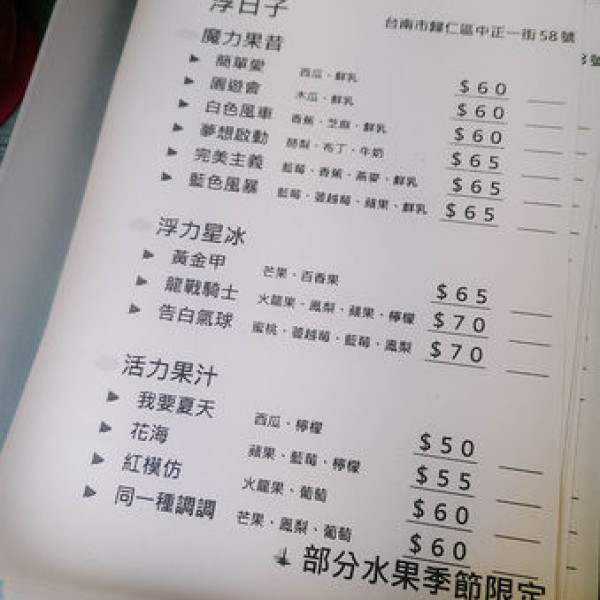 浮日子
台南市歸仁區中正一街58號
魔力果昔
簡單愛 西瓜、鮮乳 $60
園遊會 木瓜、鮮乳 $60
白色風車 香蕉、芝麻、鮮乳 $60
夢想啟動 酪梨、布丁、牛奶 $65
完美主義 藍莓、香蕉、燕麥、鮮乳 $65
藍色風暴 藍莓、蔓越莓、蘋果、鮮乳 $65
浮力星冰
黃金甲 芒果、百香果 $65
龍戰騎士 火龍果、鳳梨、蘋果、檸檬 $70
告白氣球 蜜桃、蔓越莓、藍莓、鳳梨 $70
活力果汁
我要夏天 西瓜、檸檬 $50
花海 蘋果、藍莓、檸檬 $55
紅模仿 火龍果、葡萄 $60
同一種調調 芒果、鳳梨、葡萄 $60
部分水果季節限定
號